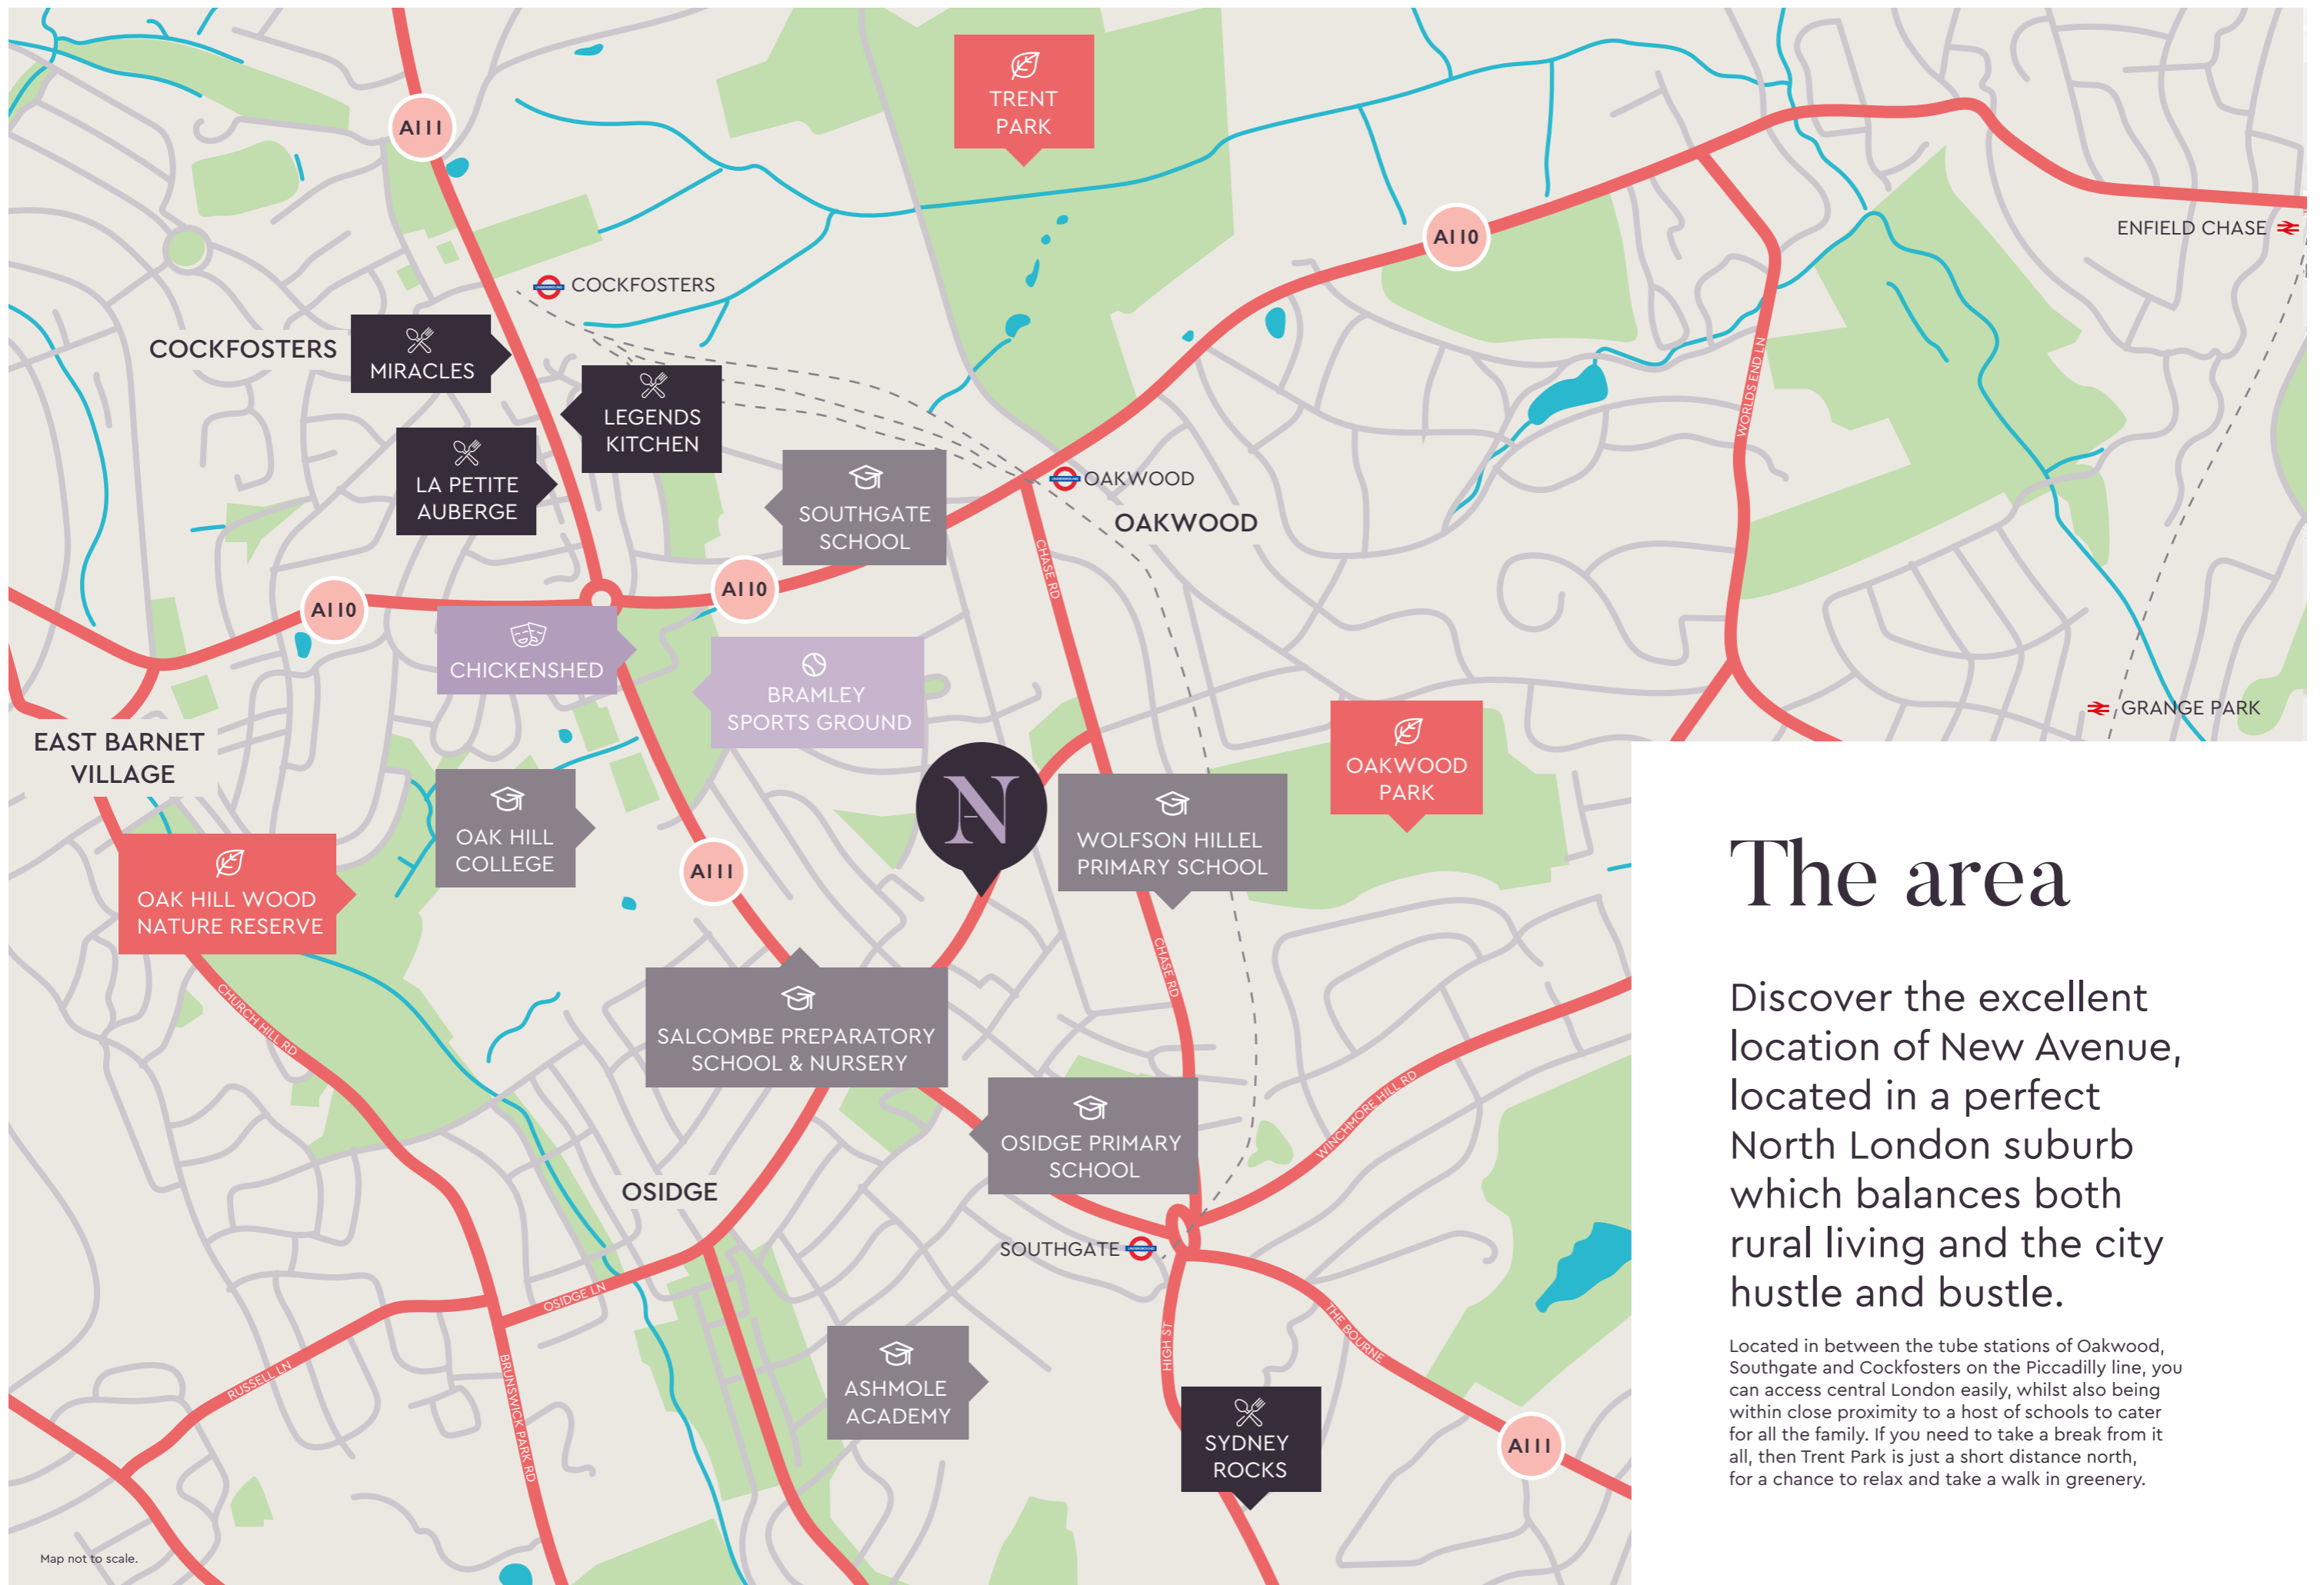 TRENT
PARK
A111
A110
ENFIELD CHASE
UNDERGROUND
COCKFOSTERS
COCKFOSTERS
MIRACLES
LEGENDS
KITCHEN
WORLDS END LN
LA PETITE
AUBERGE
SOUTHGATE
SCHOOL
UNDERGROUND
OAKWOOD
OAKWOOD
CHASE RD
A110
A110
CHICKENSHED
BRAMLEY
SPORTS GROUND
GRANGE PARK
EAST BARNET
VILLAGE
OAKWOOD
PARK
N
OAK HILL
COLLEGE
WOLFSON HILLEL
PRIMARY SCHOOL
A111
OAK HILL WOOD
NATURE RESERVE
CHASE RD
CHURCH HILL RD
SALCOMBE PREPARATORY
SCHOOL & NURSERY
OSIDGE PRIMARY
SCHOOL
WINCHMORE HILL RD
OSIDGE
SOUTHGATE
UNDERGROUND
OSIDGE LN
HIGH ST
THE BOURNE
RUSSELL LN
BRUNSWICK PARK RD
ASHMOLE
ACADEMY
SYDNEY
ROCKS
A111
Map not to scale.
The area
Discover the excellent
location of New Avenue,
located in a perfect
North London suburb
which balances both
rural living and the city
hustle and bustle.
Located in between the tube stations of Oakwood,
Southgate and Cockfosters on the Piccadilly line, you
can access central London easily, whilst also being
within close proximity to a host of schools to cater
for all the family. If you need to take a break from it
all, then Trent Park is just a short distance north,
for a chance to relax and take a walk in greenery.